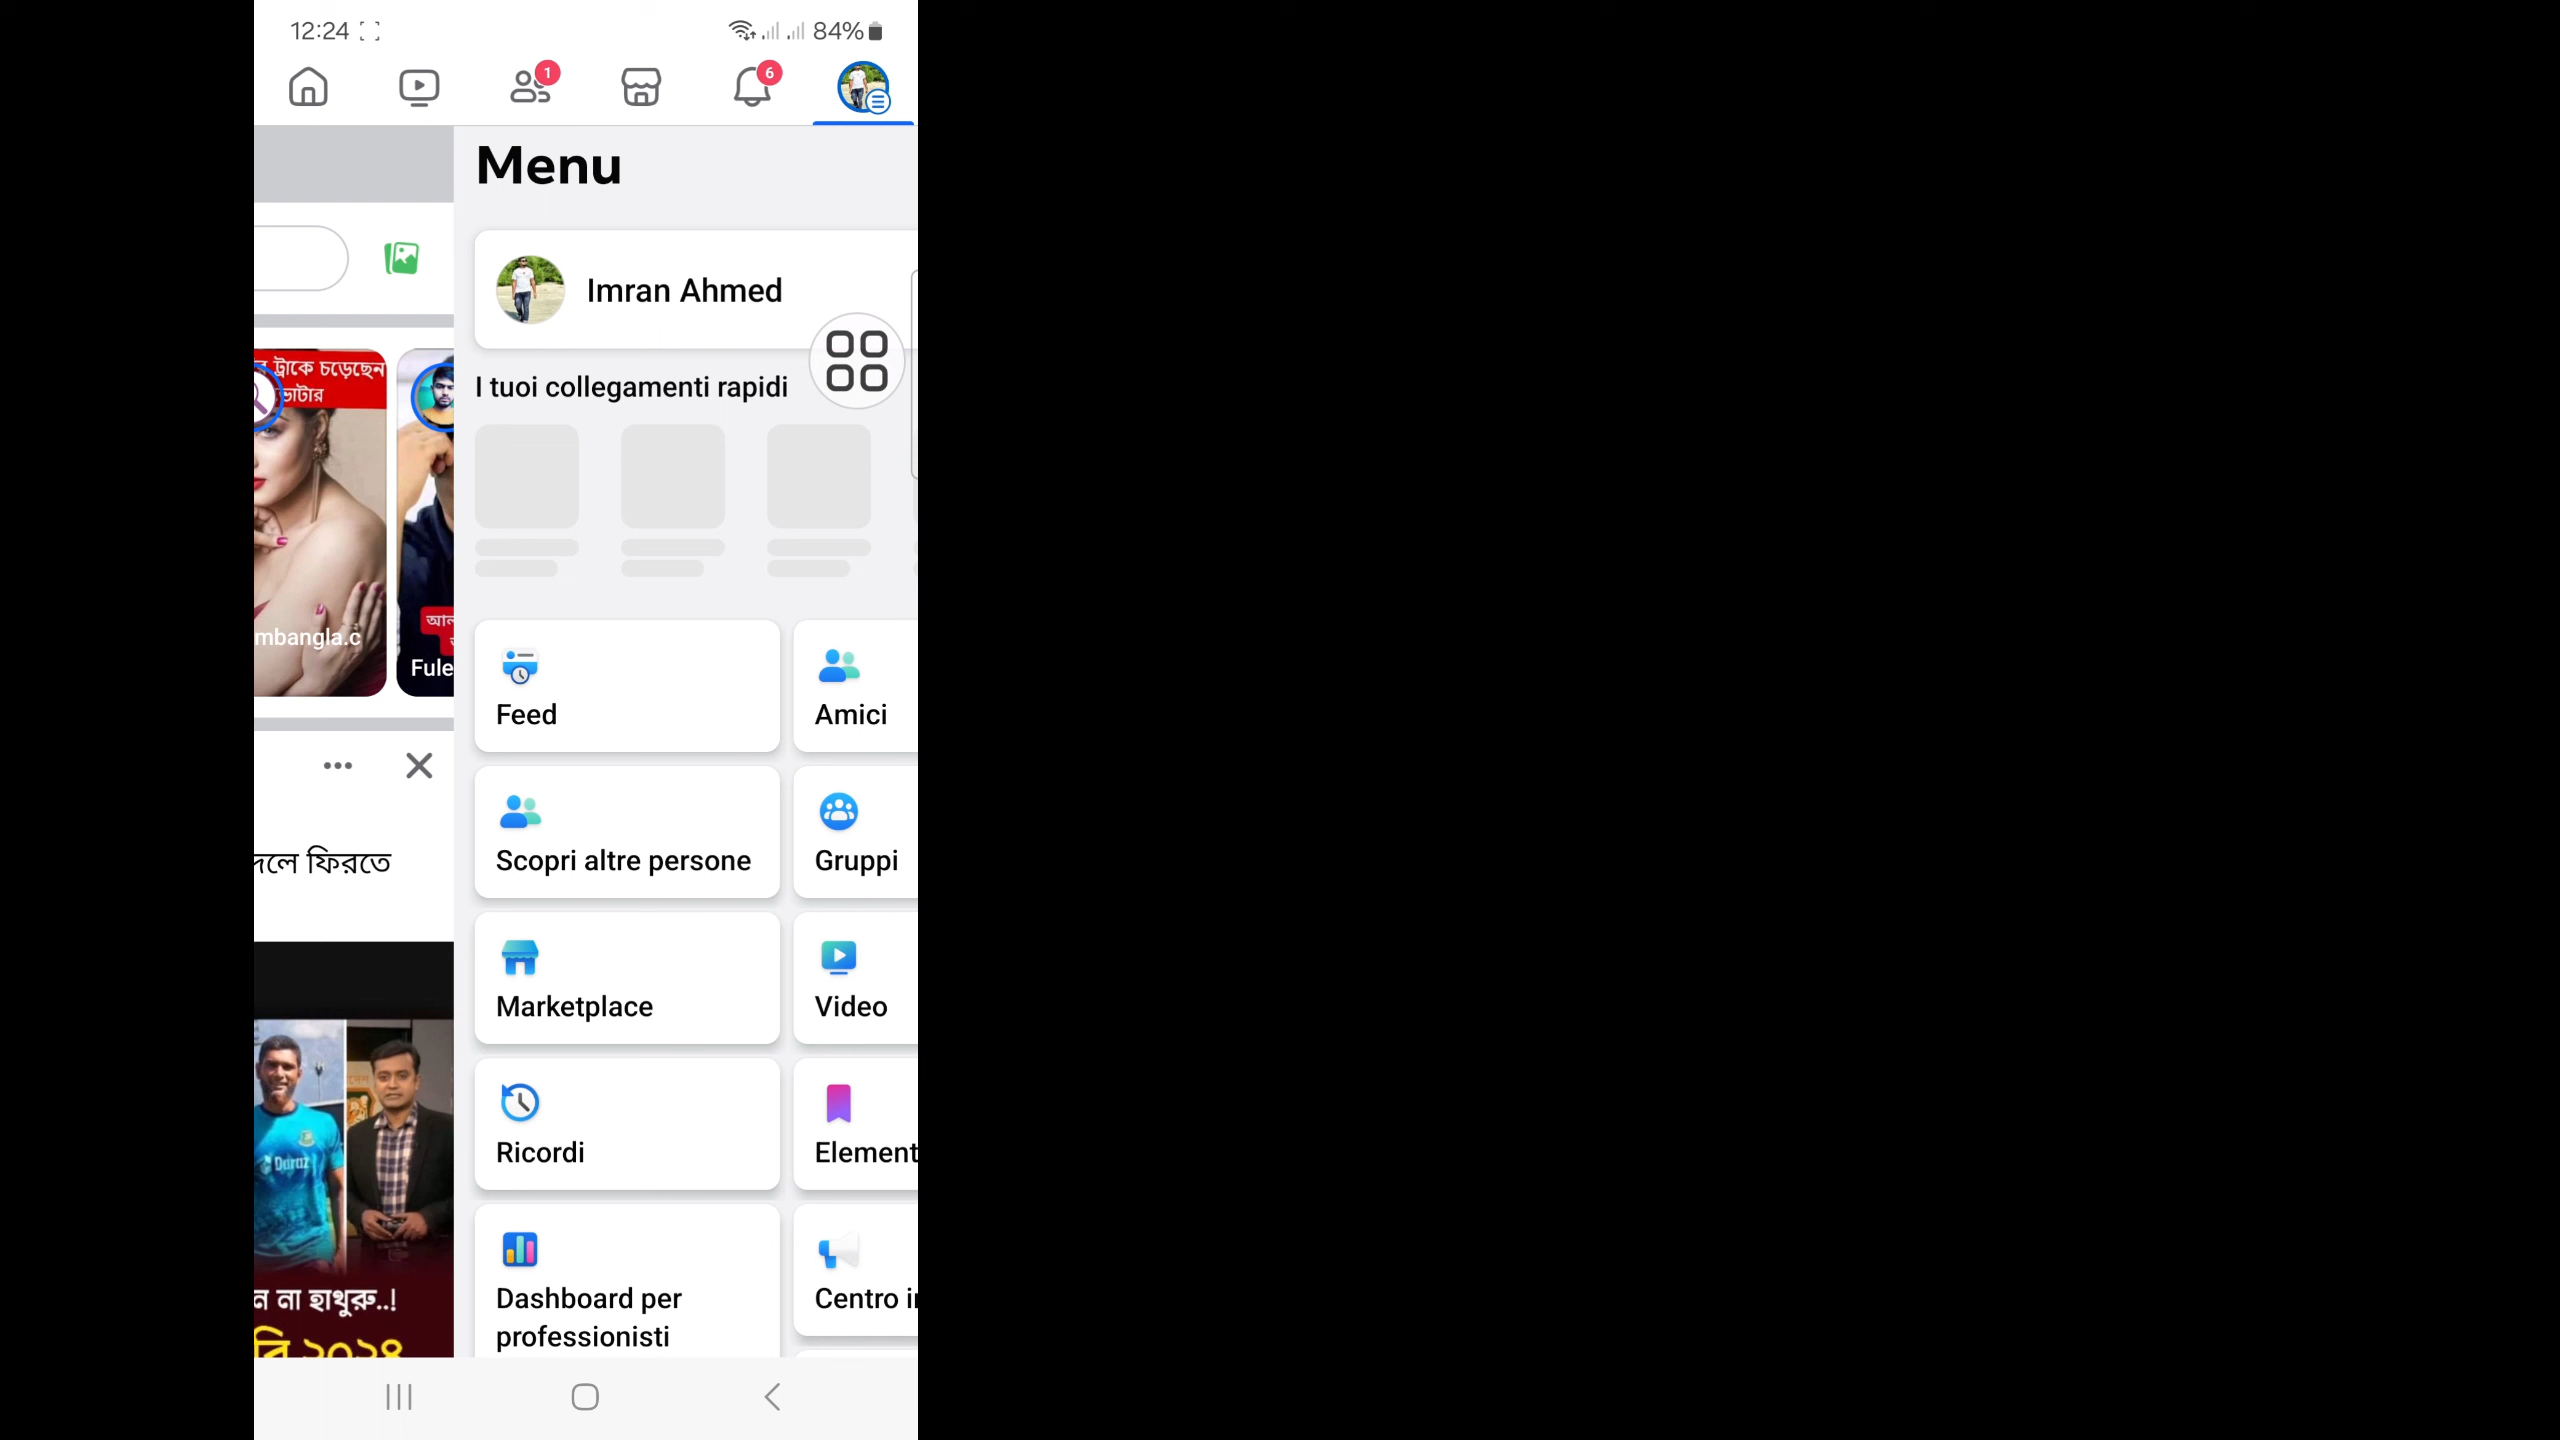 12:24
84%
1
6
Menu
Imran Ahmed
I tuoi collegamenti rapidi
ট্রাকে চড়েছেন
ভোটার
mbangla.c
Fule
Feed
Amici
Scopri altre persone
Gruppi
দলে ফিরতে
Marketplace
Video
Daraz
Ricordi
Element
Dashboard per
professionisti
Centro
না হাথুরু..!
২০২৪